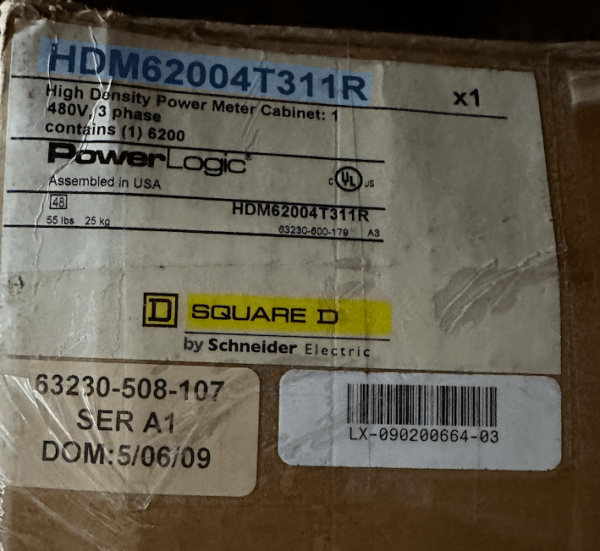 HDM62004T311R x1
High Density Power Meter Cabinet: 1
480V, 3 phase
contains (1) 6200
PowerLogic®
Assembled in USA C UL US
48 HDM62004T311R
55 lbs 25 kg 63230-600-179 A3
D SQUARE D
by Schneider Electric
63230-508-107
SER A1
DOM:5/06/09
LX-090200664-03